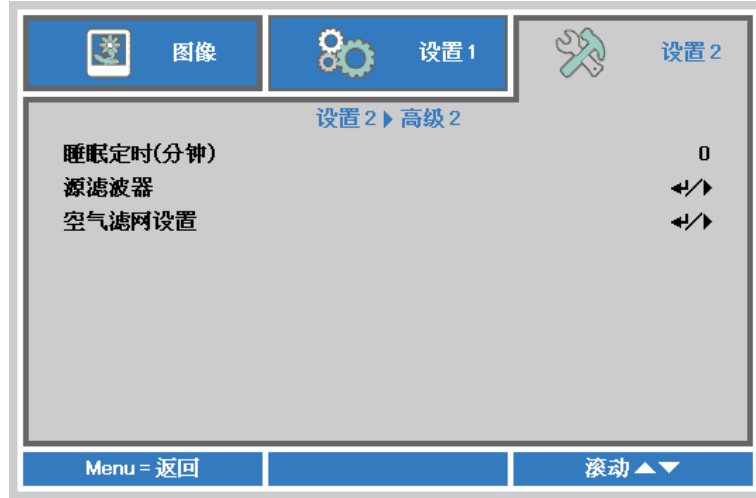 图像
设置1
设置2
设置2▶高级2
睡眠定时(分钟) 0
源滤波器 ↵/▶
空气滤网设置 ↵/▶
Menu = 返回
滚动▲▼